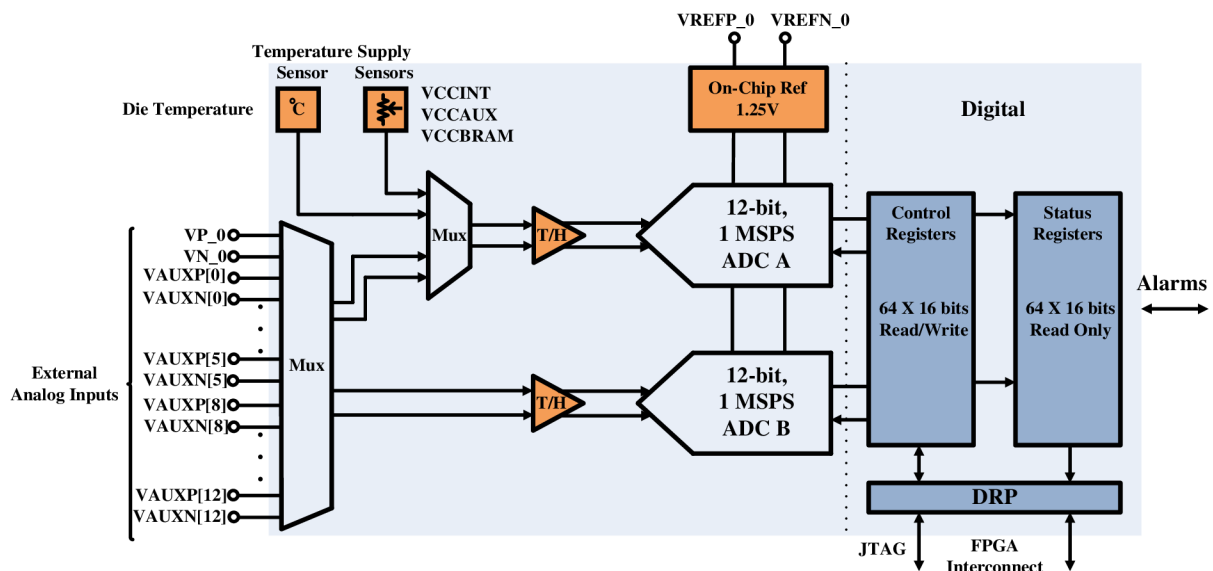 VREFP_0 VREFN_0
Temperature Supply
Sensor Sensors
Die Temperature
°C
VCCINT
VCCAUX
VCCBRAM
On-Chip Ref
1.25V
Digital
Mux
T/H
12-bit,
1 MSPS
ADC A
Control
Registers
64 X 16 bits
Read/Write
Status
Registers
64 X 16 bits
Read Only
Alarms
External
Analog Inputs
VP_0
VN_0
VAUXP[0]
VAUXN[0]
VAUXP[5]
VAUXN[5]
VAUXP[8]
VAUXN[8]
VAUXP[12]
VAUXN[12]
Mux
T/H
12-bit,
1 MSPS
ADC B
DRP
JTAG
FPGA
Interconnect